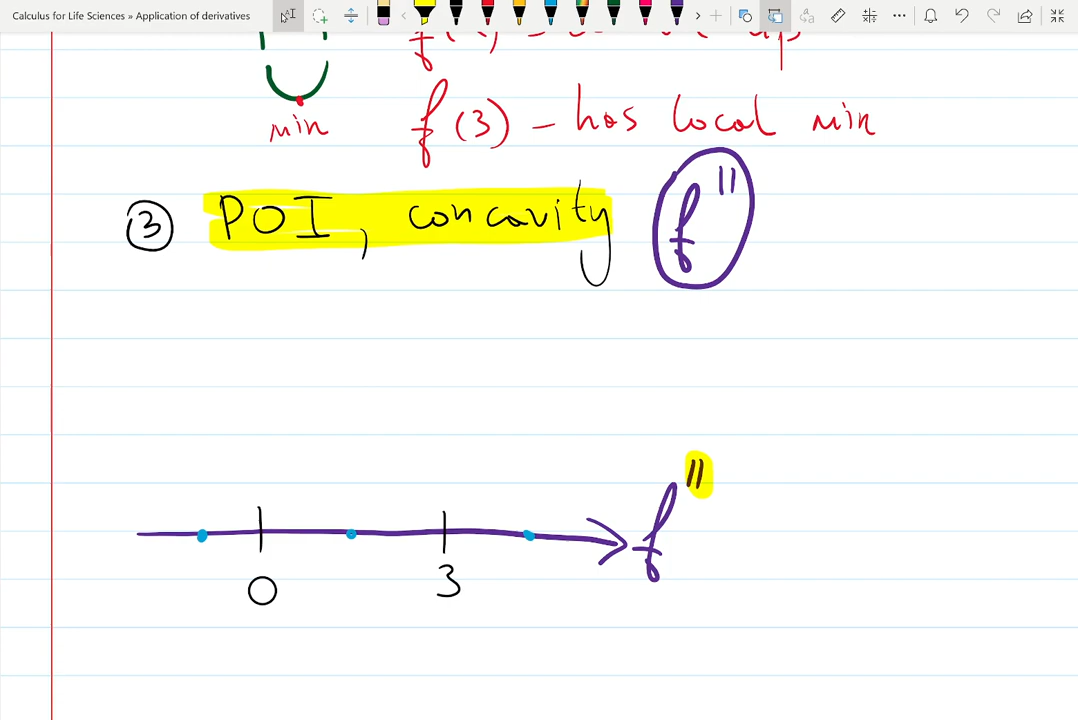 Calculus for Life Sciences » Application of derivatives
min
f(3) - has local min
③ POI, concavity f''
f''
0 3